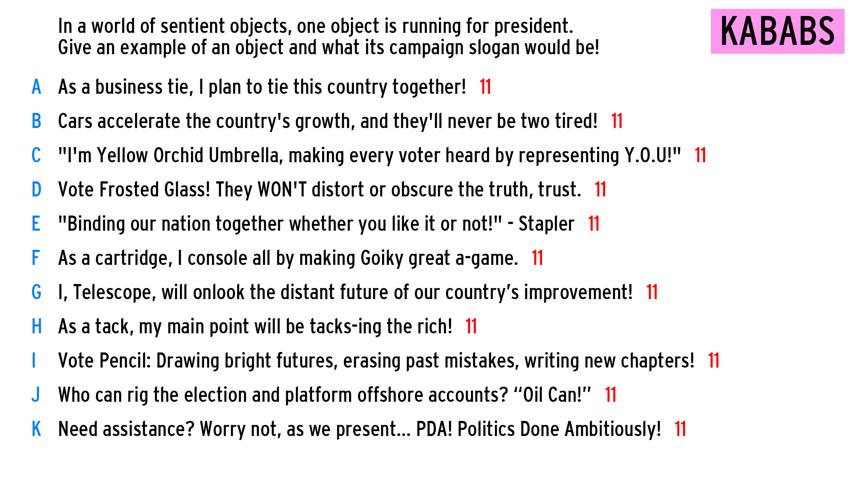 In a world of sentient objects, one object is running for president.
Give an example of an object and what its campaign slogan would be!
KABABS
A As a business tie, I plan to tie this country together! 11
B Cars accelerate the country's growth, and they'll never be two tired! 11
C "I'm Yellow Orchid Umbrella, making every voter heard by representing Y.O.U!" 11
D Vote Frosted Glass! They WON'T distort or obscure the truth, trust. 11
E "Binding our nation together whether you like it or not!" - Stapler 11
F As a cartridge, I console all by making Goiky great a-game. 11
G I, Telescope, will onlook the distant future of our country’s improvement! 11
H As a tack, my main point will be tacks-ing the rich! 11
I Vote Pencil: Drawing bright futures, erasing past mistakes, writing new chapters! 11
J Who can rig the election and platform offshore accounts? “Oil Can!” 11
K Need assistance? Worry not, as we present... PDA! Politics Done Ambitiously! 11